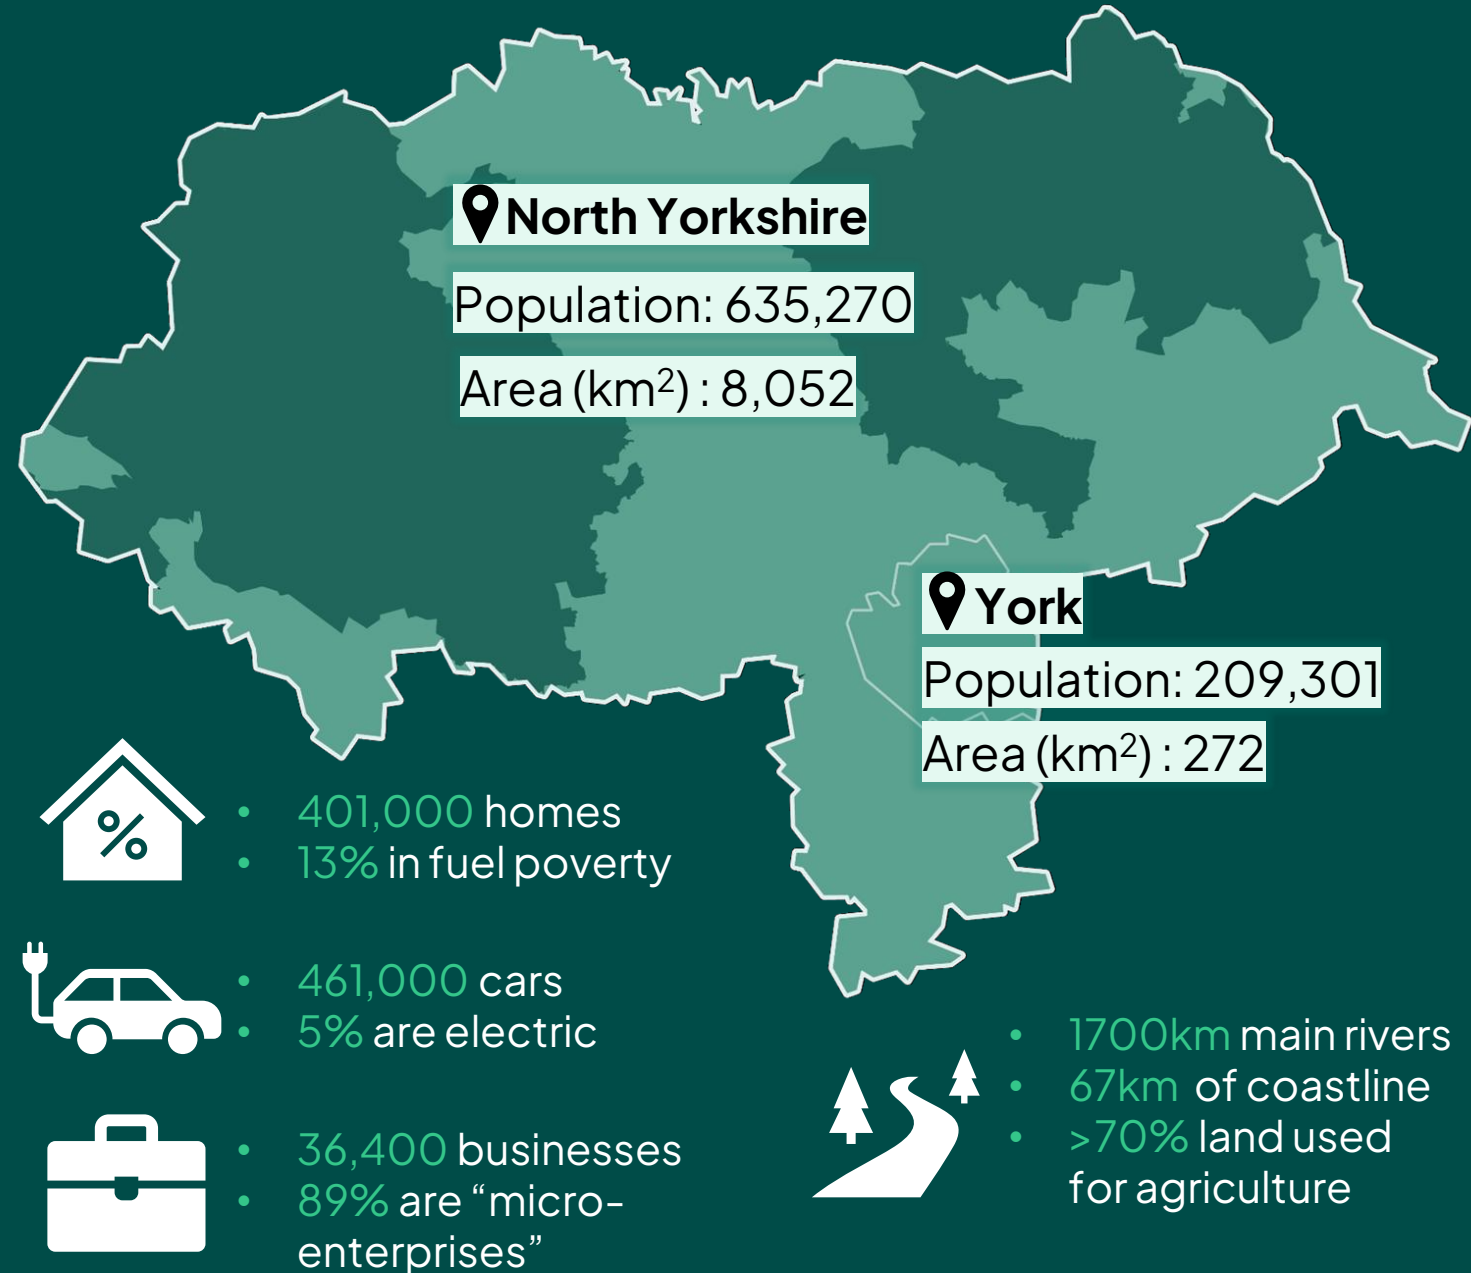 North Yorkshire
Population: 635,270
Area (km²) : 8,052
York
Population: 209,301
Area (km²) : 272
%
• 401,000 homes
• 13% in fuel poverty
• 461,000 cars
• 5% are electric
• 36,400 businesses
• 89% are “micro-
enterprises”
• 1700km main rivers
• 67km of coastline
• >70% land used
for agriculture